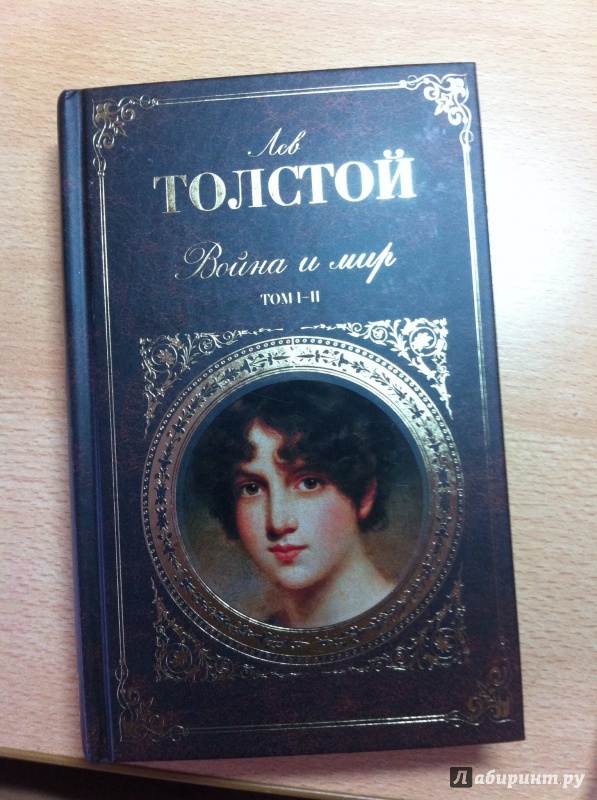 Лев
ТОЛСТОЙ
Война и мир
ТОМ I–II
Лабиринт.ру